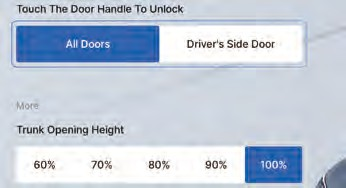 Touch The Door Handle To Unlock
All Doors Driver's Side Door
More
Trunk Opening Height
60% 70% 80% 90% 100%